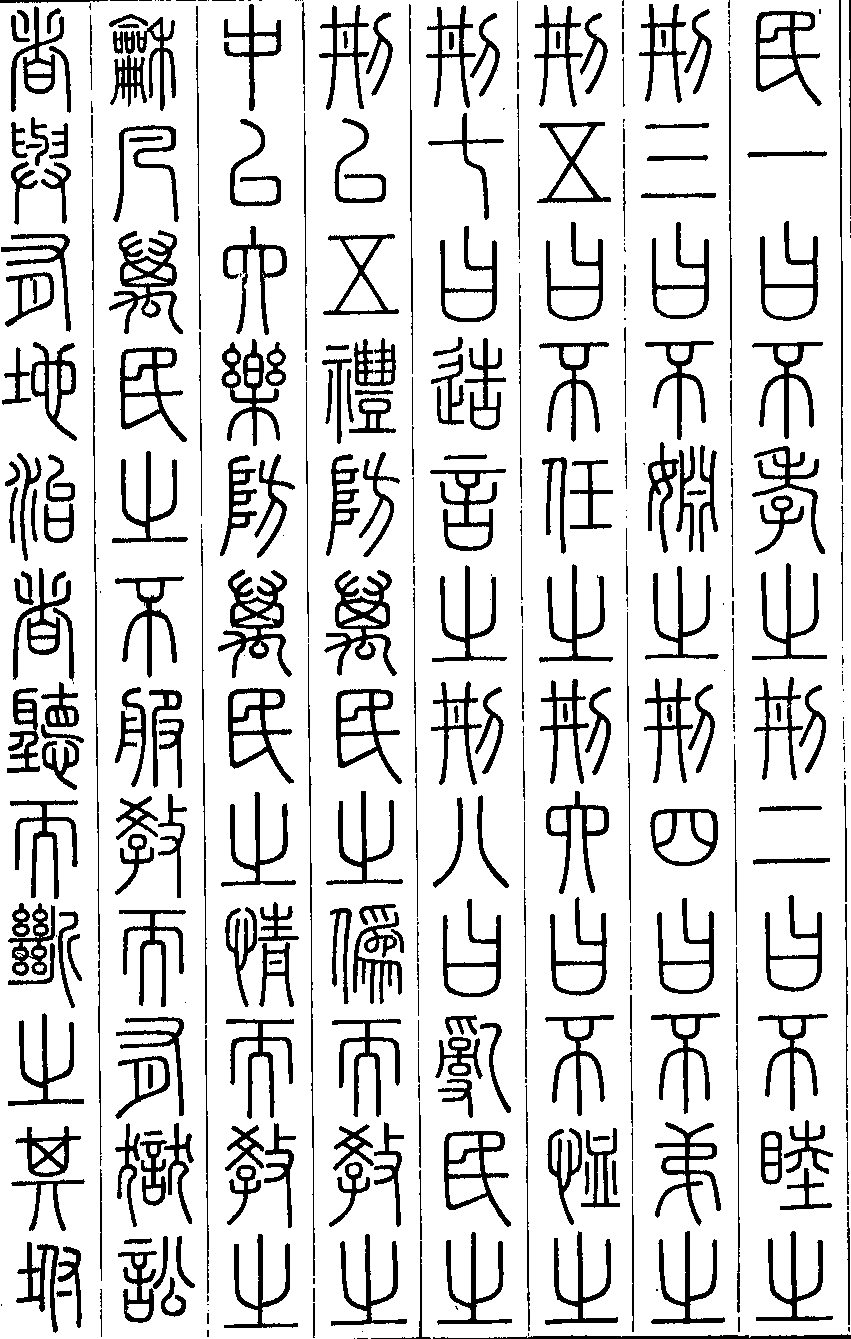 民一曰不孝之刑二曰不睦之
刑三曰不婣之刑四曰不弟之
刑五曰不任之刑六曰不恤之
刑七曰造言之刑八曰亂民之
刑以五禮防萬民之偽而教之
中以六樂防萬民之情而教之
龢凡萬民之不服教而有獄訟
者與有地治者聽而斷之其坿